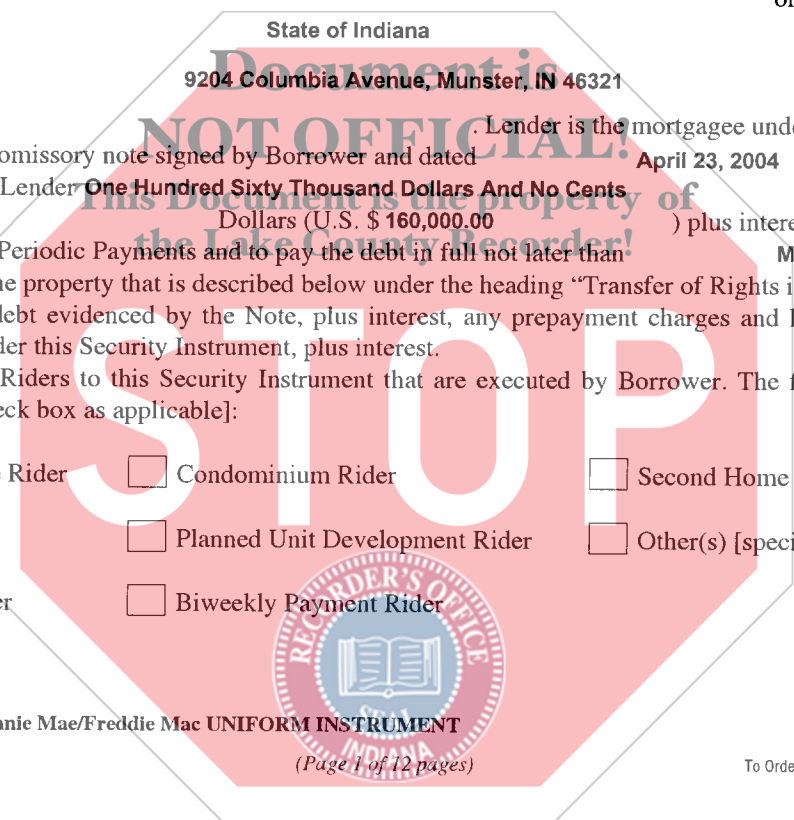 State of Indiana
Document is
9204 Columbia Avenue, Munster, IN 46321
NOT OFFICIAL!
. Lender is the mortgagee und
omissory note signed by Borrower and dated April 23, 2004
Lender One Hundred Sixty Thousand Dollars And No Cents
This Document is the property of
Dollars (U.S. $ 160,000.00 ) plus intere
the Lake County Recorder!
Periodic Payments and to pay the debt in full not later than M
e property that is described below under the heading “Transfer of Rights i
debt evidenced by the Note, plus interest, any prepayment charges and l
der this Security Instrument, plus interest.
Riders to this Security Instrument that are executed by Borrower. The f
eck box as applicable]:
STOP
Rider Condominium Rider Second Home
Planned Unit Development Rider Other(s) [speci
er Biweekly Payment Rider
RECORDER'S OFFICE
SEAL
INDIANA
nnie Mae/Freddie Mac UNIFORM INSTRUMENT
(Page 1 of 12 pages)
To Orde